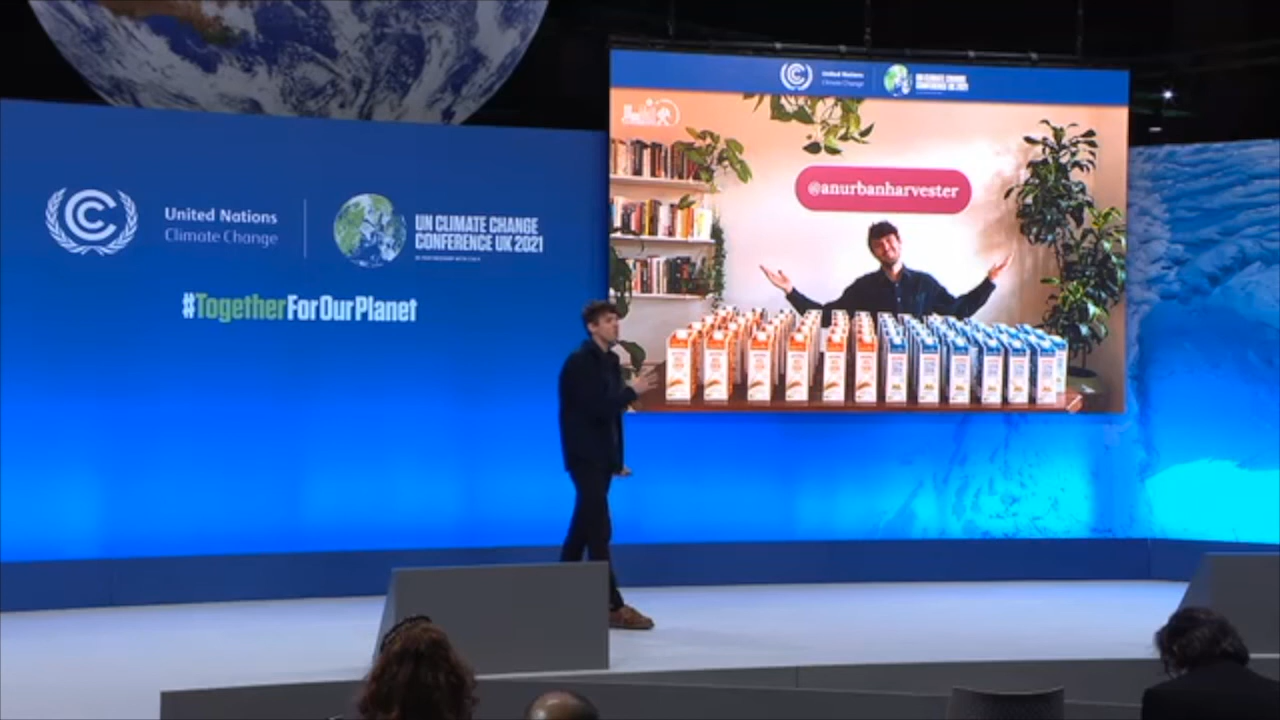 United Nations
Climate Change
UN CLIMATE CHANGE
CONFERENCE UK 2021
#TogetherForOurPlanet
United Nations
Climate Change
UN CLIMATE CHANGE
CONFERENCE UK 2021
@anurbanharvester